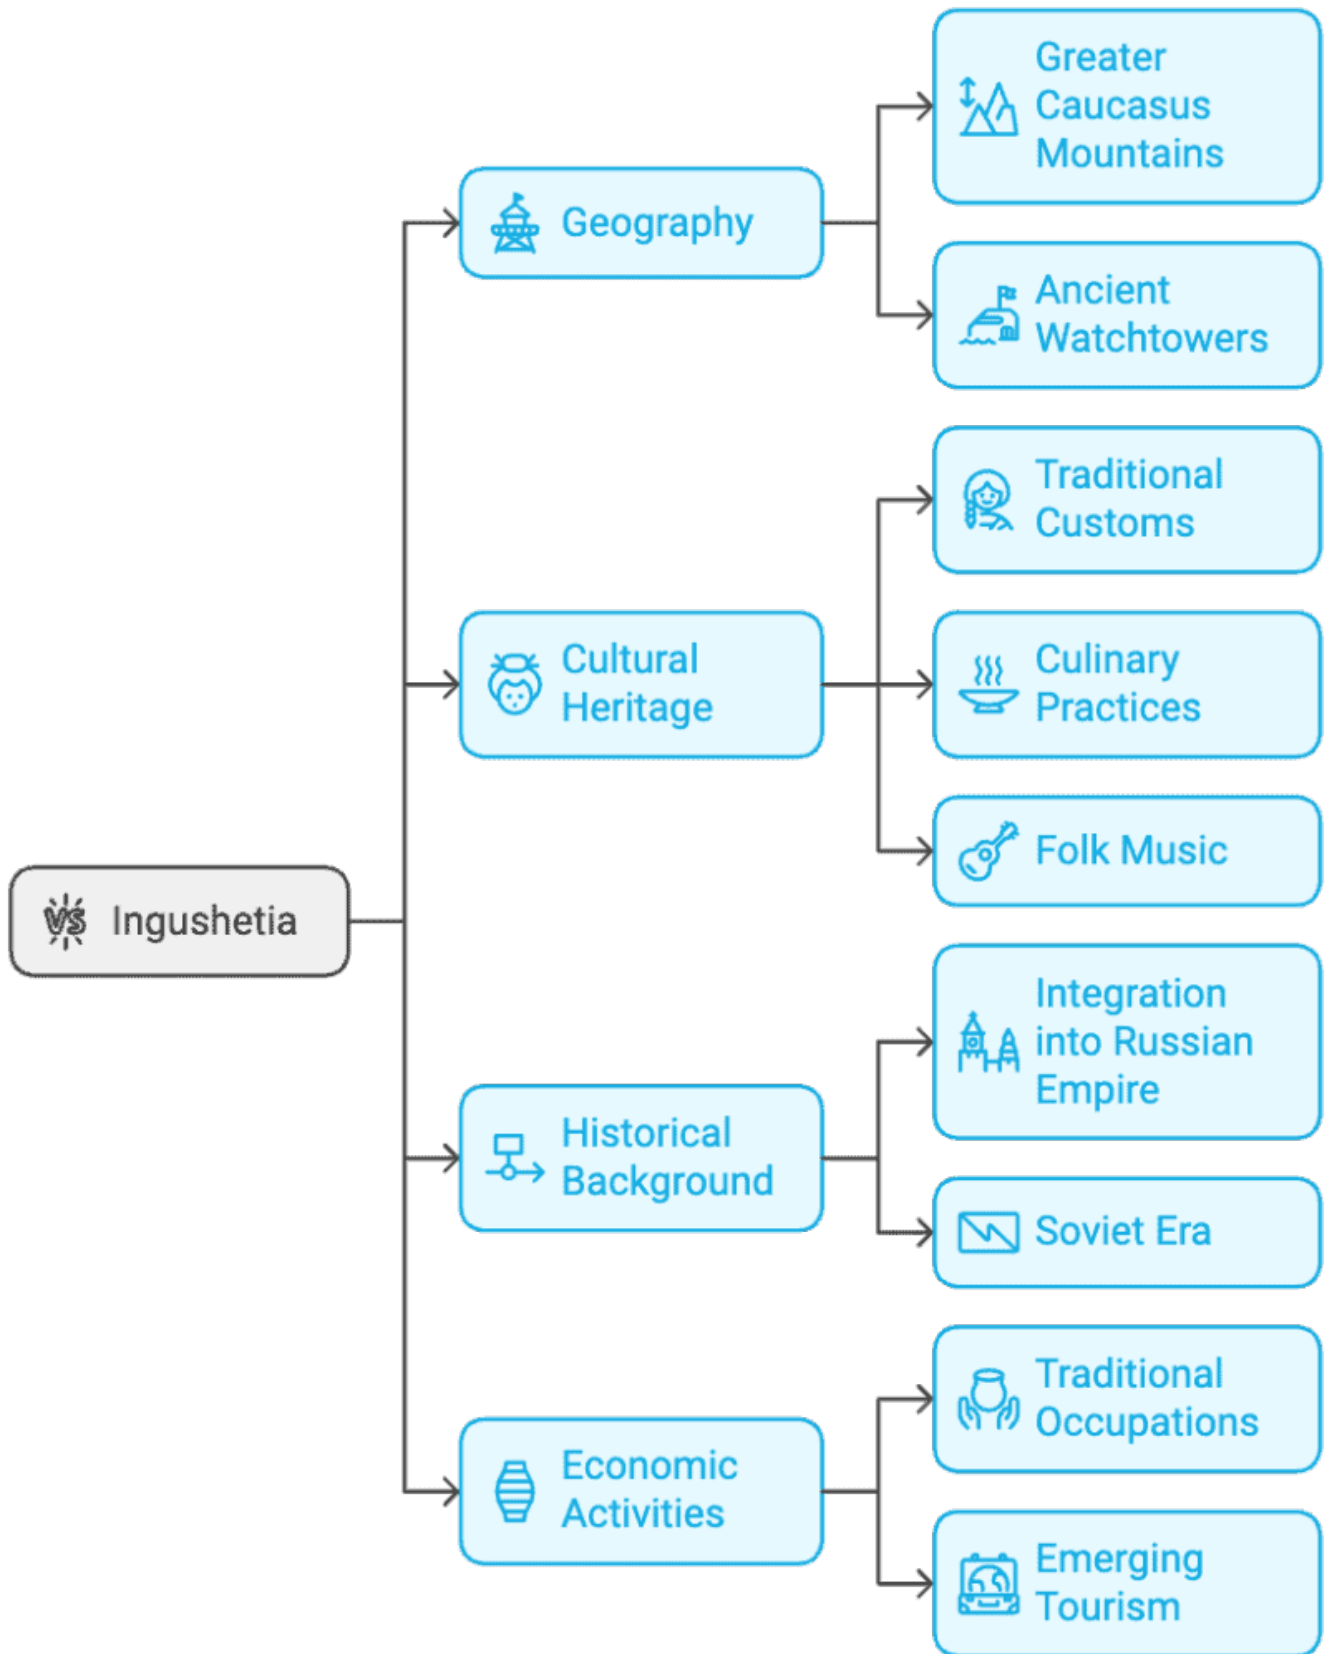 Greater
Caucasus
Mountains
Geography
Ancient
Watchtowers
Traditional
Customs
Cultural
Heritage
Culinary
Practices
Folk Music
VS
Ingushetia
Integration
into Russian
Empire
Historical
Background
Soviet Era
Traditional
Occupations
Economic
Activities
Emerging
Tourism